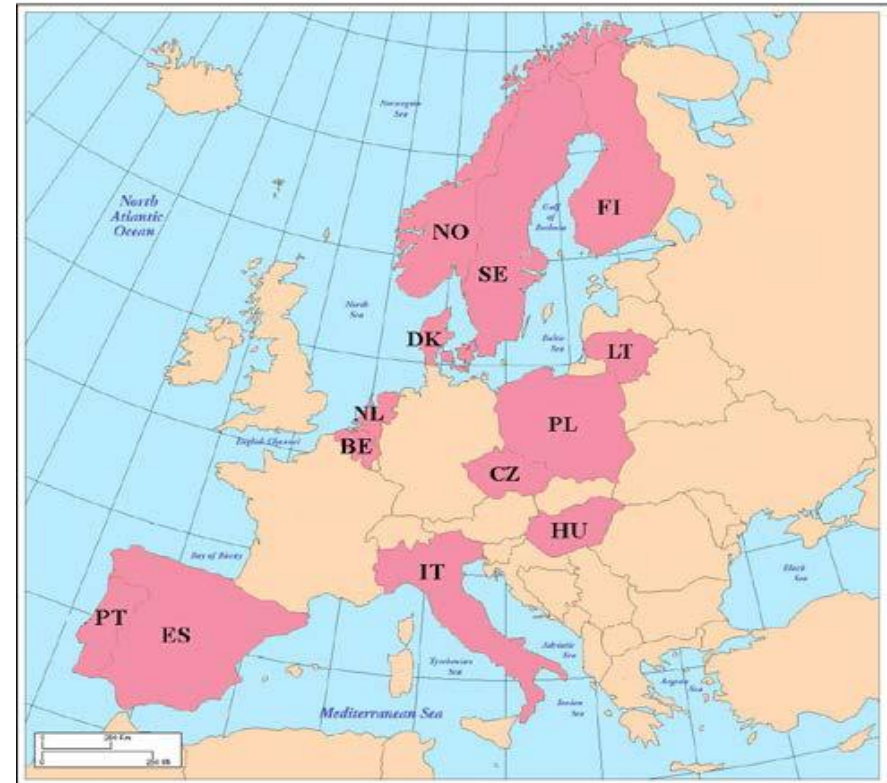 Norwegian
Sea
North
Atlantic
Ocean
NO
FI
Gulf
of
Bothnia
SE
North
Sea
DK
Baltic
Sea
LT
NL
BE
English Channel
PL
CZ
HU
Bay of Biscay
IT
Black
Sea
PT
ES
Adriatic
Sea
Tyrrhenian
Sea
Aegean
Sea
Ionian
Sea
Mediterranean Sea